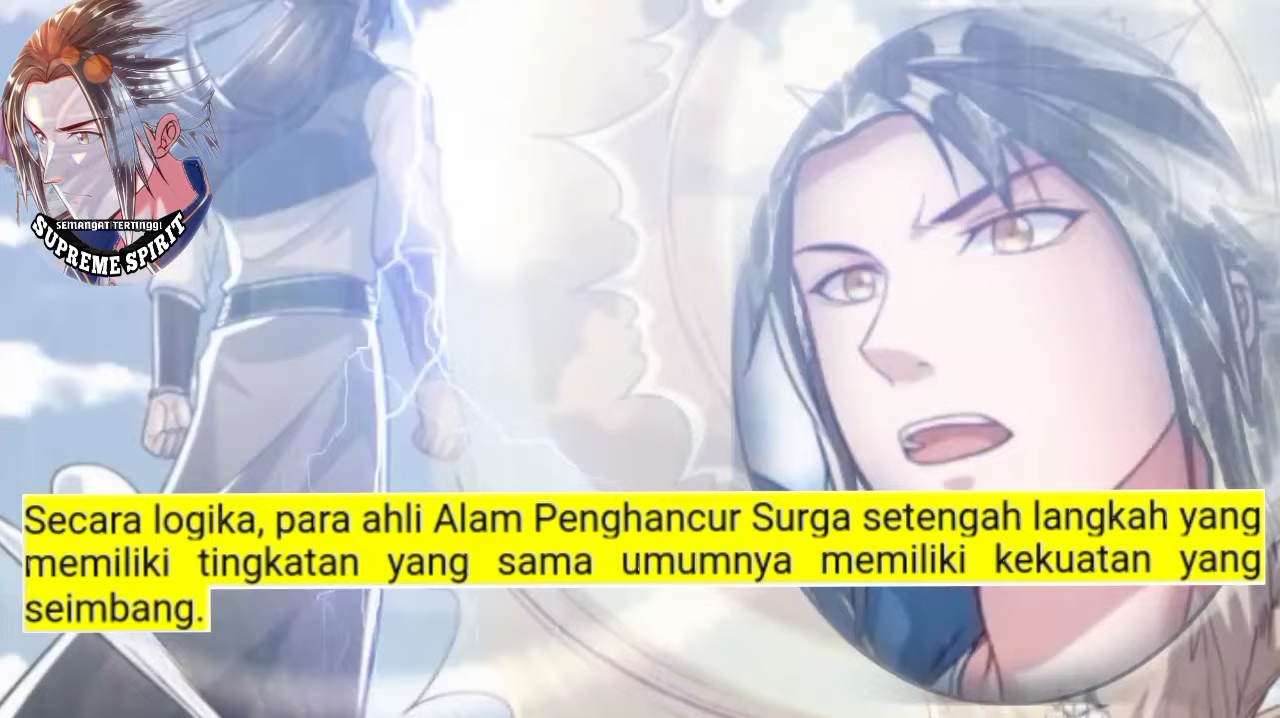 SEMANGAT TERTINGGI
SUPREME SPIRIT
Secara logika, para ahli Alam Penghancur Surga setengah langkah yang
memiliki tingkatan yang sama umumnya memiliki kekuatan yang
seimbang.